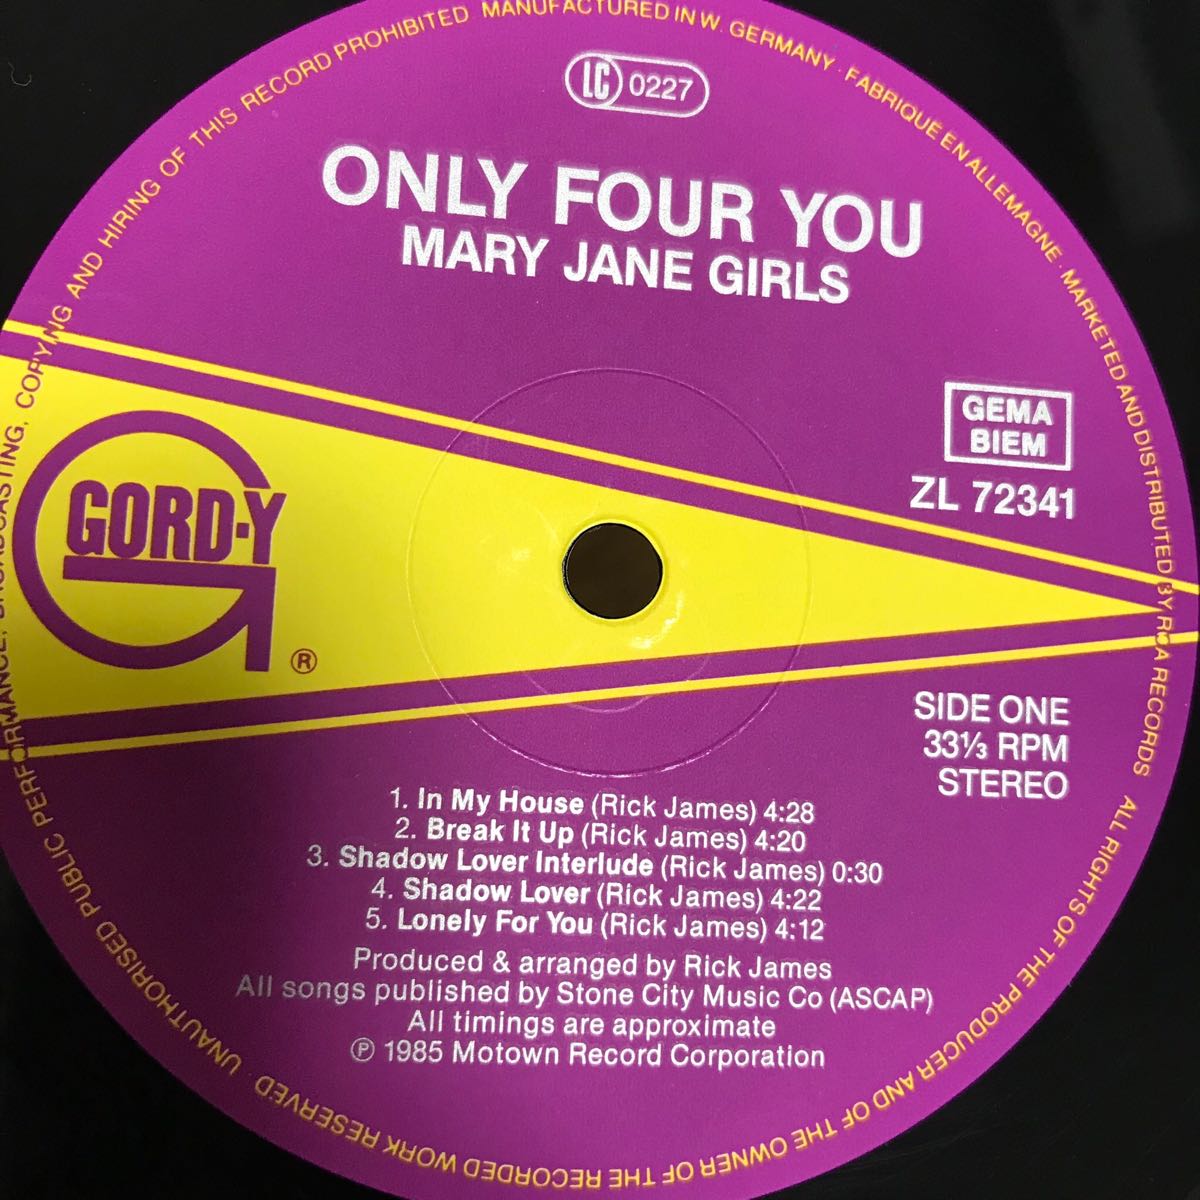 LC 0227
ONLY FOUR YOU
MARY JANE GIRLS
GEMA
BIEM
ZL 72341
GORD-Y
®
SIDE ONE
33⅓ RPM
STEREO
1. In My House (Rick James) 4:28
2. Break It Up (Rick James) 4:20
3. Shadow Lover Interlude (Rick James) 0:30
4. Shadow Lover (Rick James) 4:22
5. Lonely For You (Rick James) 4:12
Produced & arranged by Rick James
All songs published by Stone City Music Co (ASCAP)
All timings are approximate
℗ 1985 Motown Record Corporation
MANUFACTURED IN W. GERMANY · FABRIQUE EN ALLEMAGNE · MARKETED AND DISTRIBUTED BY RCA RECORDS
ALL RIGHTS OF THE PRODUCER AND OF THE OWNER OF THE RECORDED WORK RESERVED · UNAUTHORISED PUBLIC PERFORMANCE, BROADCASTING, COPYING AND HIRING OF THIS RECORD PROHIBITED